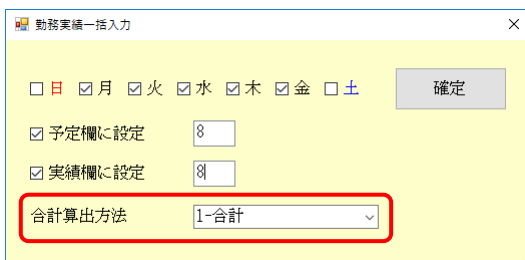 勤務実績一括入力
日 月 火 水 木 金 土 確定
予定欄に設定 8
実績欄に設定 8
合計算出方法 1-合計